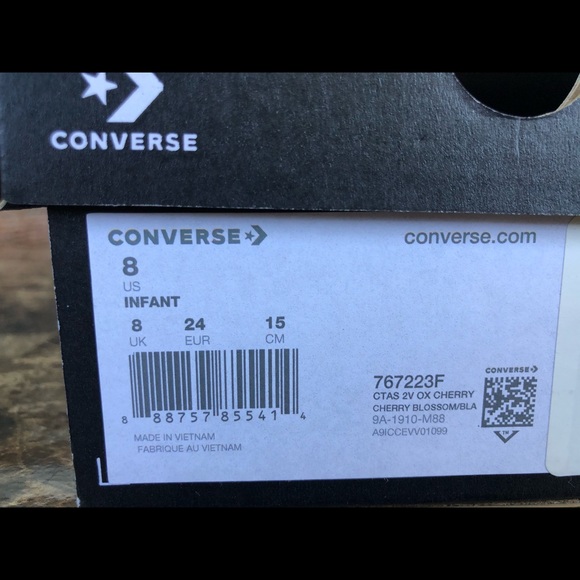 CONVERSE
CONVERSE converse.com
8
US
INFANT
8 24 15
UK EUR CM
8 88757 85541 4
MADE IN VIETNAM
FABRIQUE AU VIETNAM
CONVERSE
767223F
CTAS 2V OX CHERRY
CHERRY BLOSSOM/BLA
9A-1910-M88
A9ICCEVV01099
VN